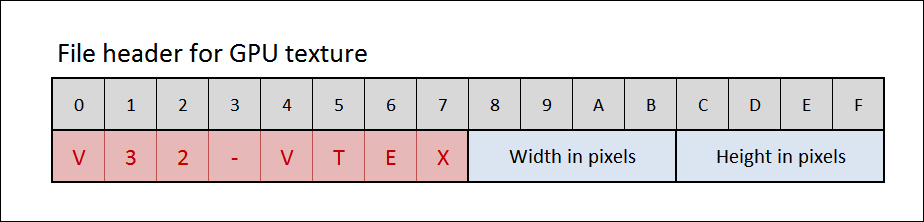 File header for GPU texture
0 1 2 3 4 5 6 7 8 9 A B C D E F
V 3 2 - V T E X Width in pixels Height in pixels